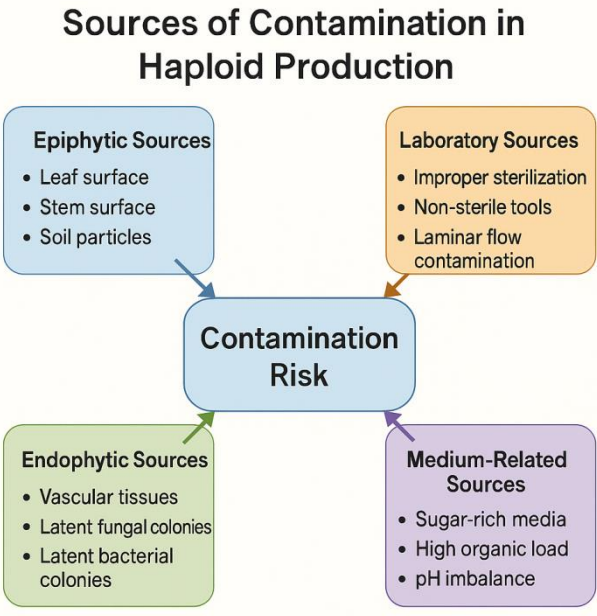 Sources of Contamination in
Haploid Production
Epiphytic Sources
• Leaf surface
• Stem surface
• Soil particles
Laboratory Sources
• Improper sterilization
• Non-sterile tools
• Laminar flow
contamination
Contamination
Risk
Endophytic Sources
• Vascular tissues
• Latent fungal colonies
• Latent bacterial
colonies
Medium-Related
Sources
• Sugar-rich media
• High organic load
• pH imbalance